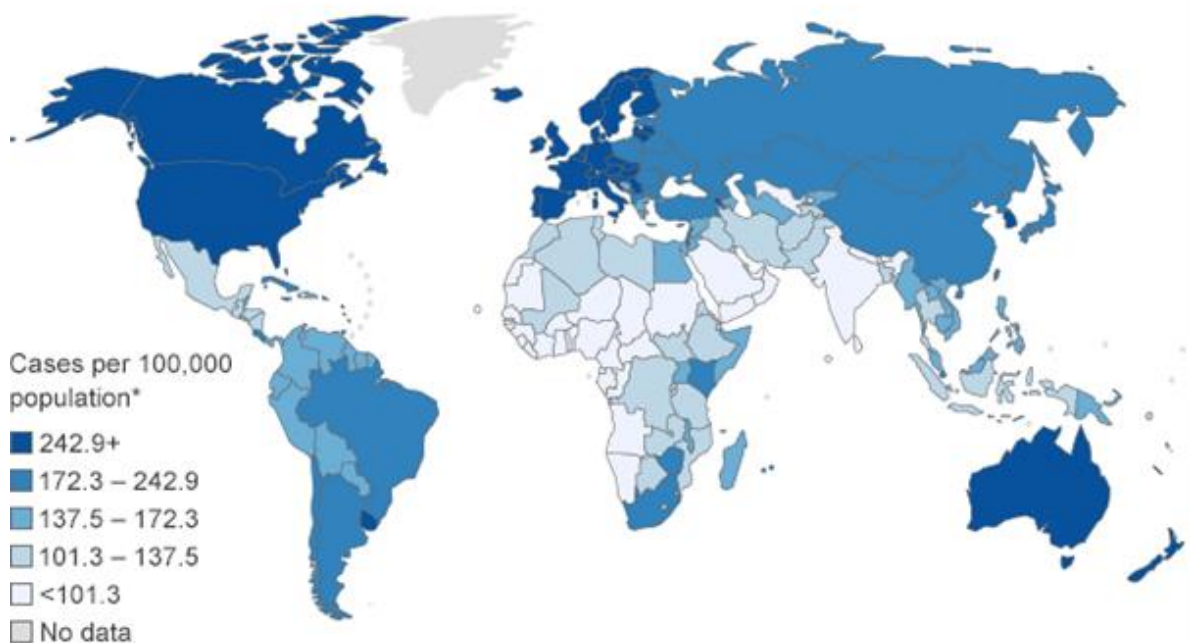 Cases per 100,000
population*
242.9+
172.3 – 242.9
137.5 – 172.3
101.3 – 137.5
<101.3
No data